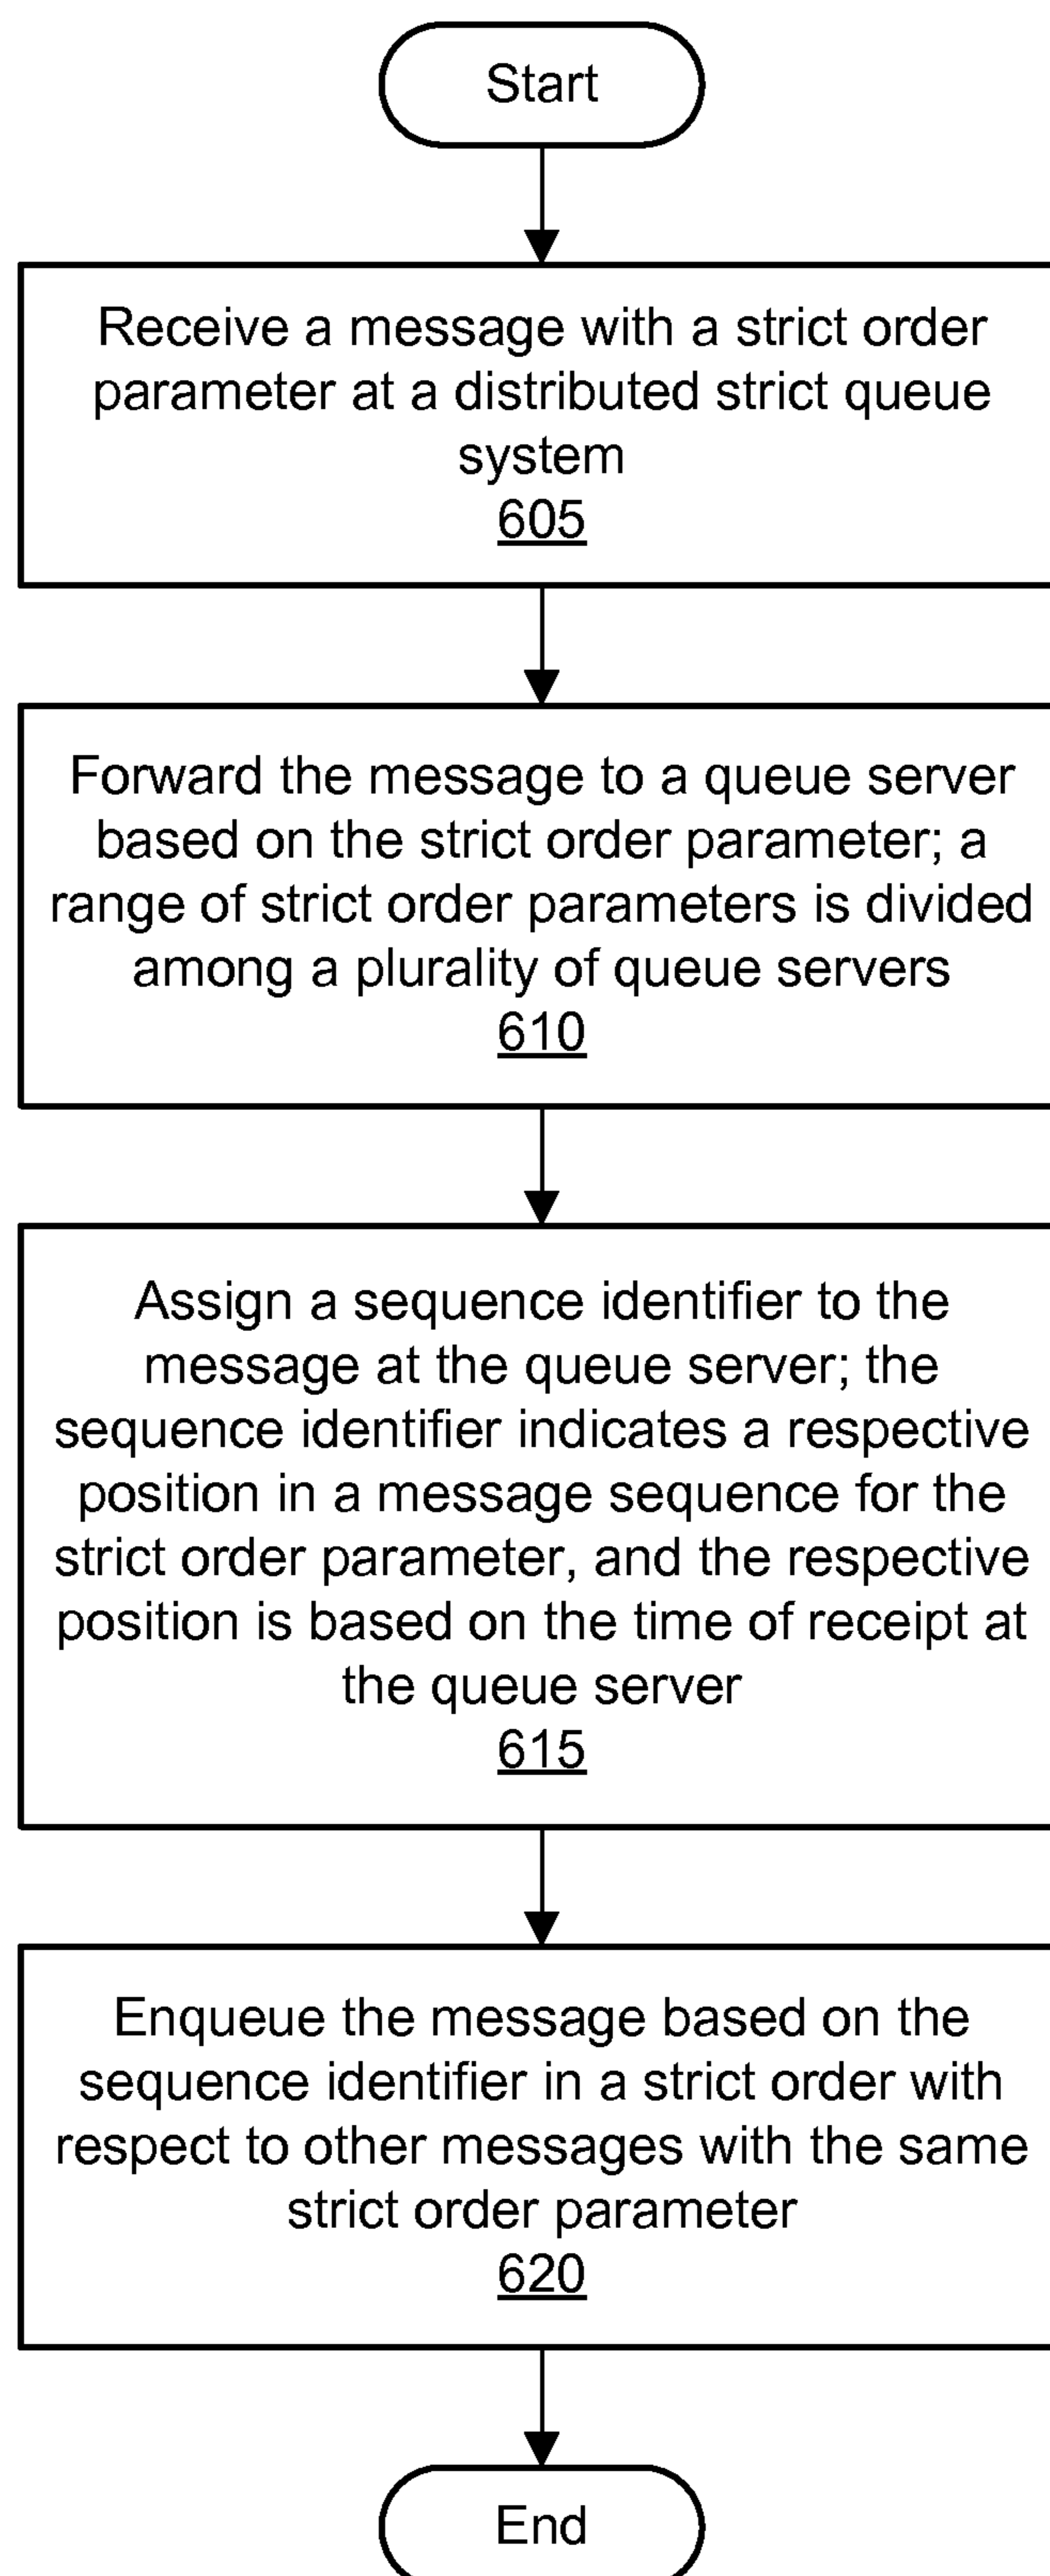 Start
Receive a message with a strict order
parameter at a distributed strict queue
system
605
Forward the message to a queue server
based on the strict order parameter; a
range of strict order parameters is divided
among a plurality of queue servers
610
Assign a sequence identifier to the
message at the queue server; the
sequence identifier indicates a respective
position in a message sequence for the
strict order parameter, and the respective
position is based on the time of receipt at
the queue server
615
Enqueue the message based on the
sequence identifier in a strict order with
respect to other messages with the same
strict order parameter
620
End